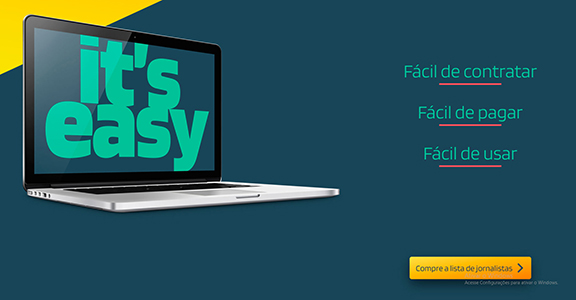 it's
easy
Fácil de contratar
Fácil de pagar
Fácil de usar
Compre a lista de jornalistas
Acesse Configurações para ativar o Windows.